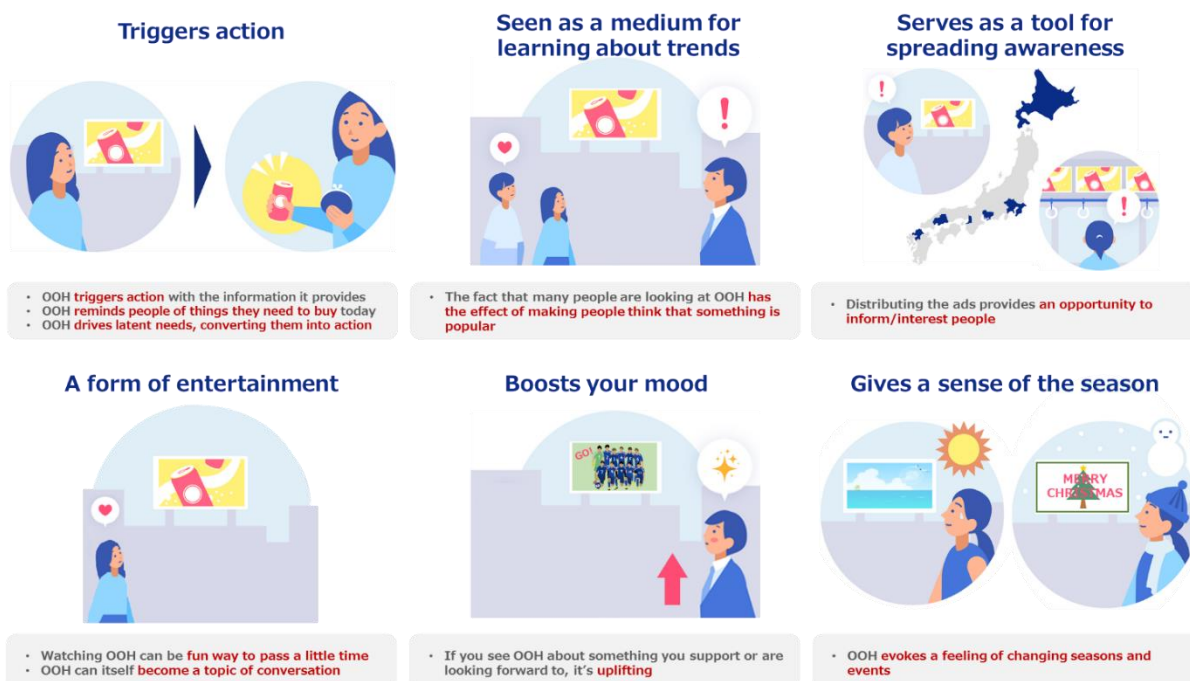 Triggers action
Seen as a medium for
learning about trends
Serves as a tool for
spreading awareness
• OOH triggers action with the information it provides
• OOH reminds people of things they need to buy today
• OOH drives latent needs, converting them into action
• The fact that many people are looking at OOH has
the effect of making people think that something is
popular
• Distributing the ads provides an opportunity to
inform/interest people
A form of entertainment
Boosts your mood
Gives a sense of the season
GO!
MERRY
CHRISTMAS
• Watching OOH can be fun way to pass a little time
• OOH can itself become a topic of conversation
• If you see OOH about something you support or are
looking forward to, it's uplifting
• OOH evokes a feeling of changing seasons and
events